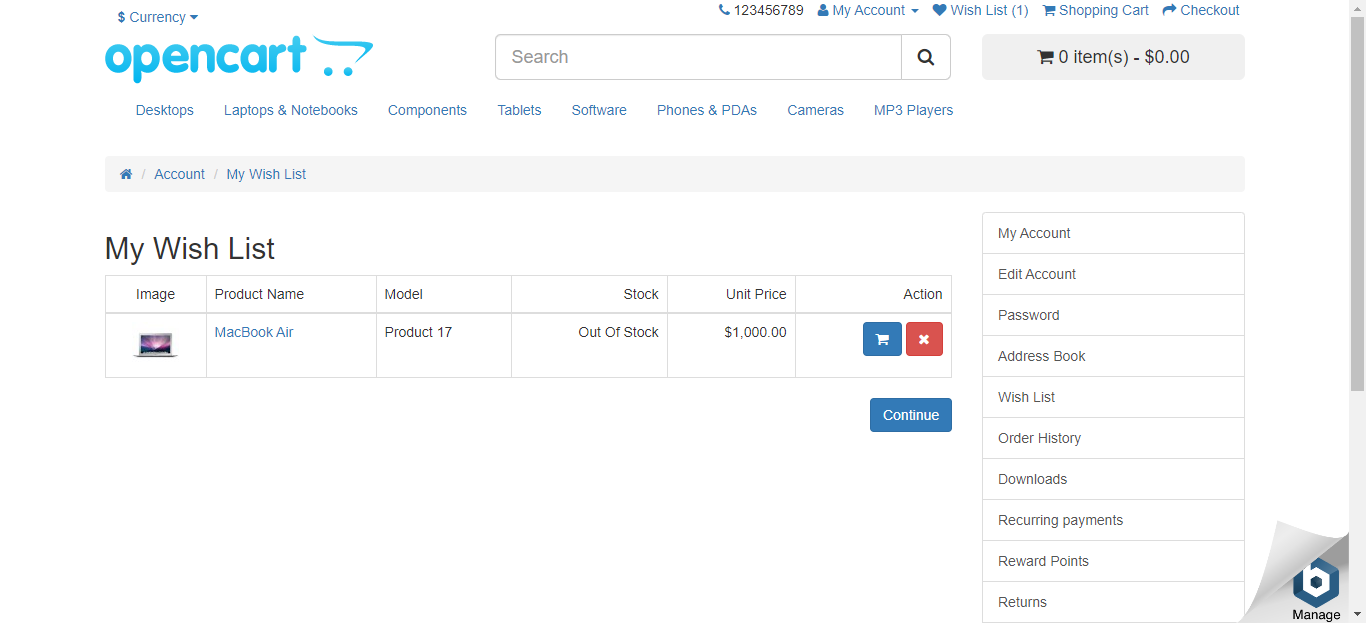 $ Currency
123456789 My Account Wish List (1) Shopping Cart Checkout
opencart
Search
0 item(s) - $0.00
Desktops Laptops & Notebooks Components Tablets Software Phones & PDAs Cameras MP3 Players
/ Account / My Wish List
My Wish List
Image Product Name Model Stock Unit Price Action
MacBook Air Product 17 Out Of Stock $1,000.00
Continue
My Account
Edit Account
Password
Address Book
Wish List
Order History
Downloads
Recurring payments
Reward Points
Returns
Manage